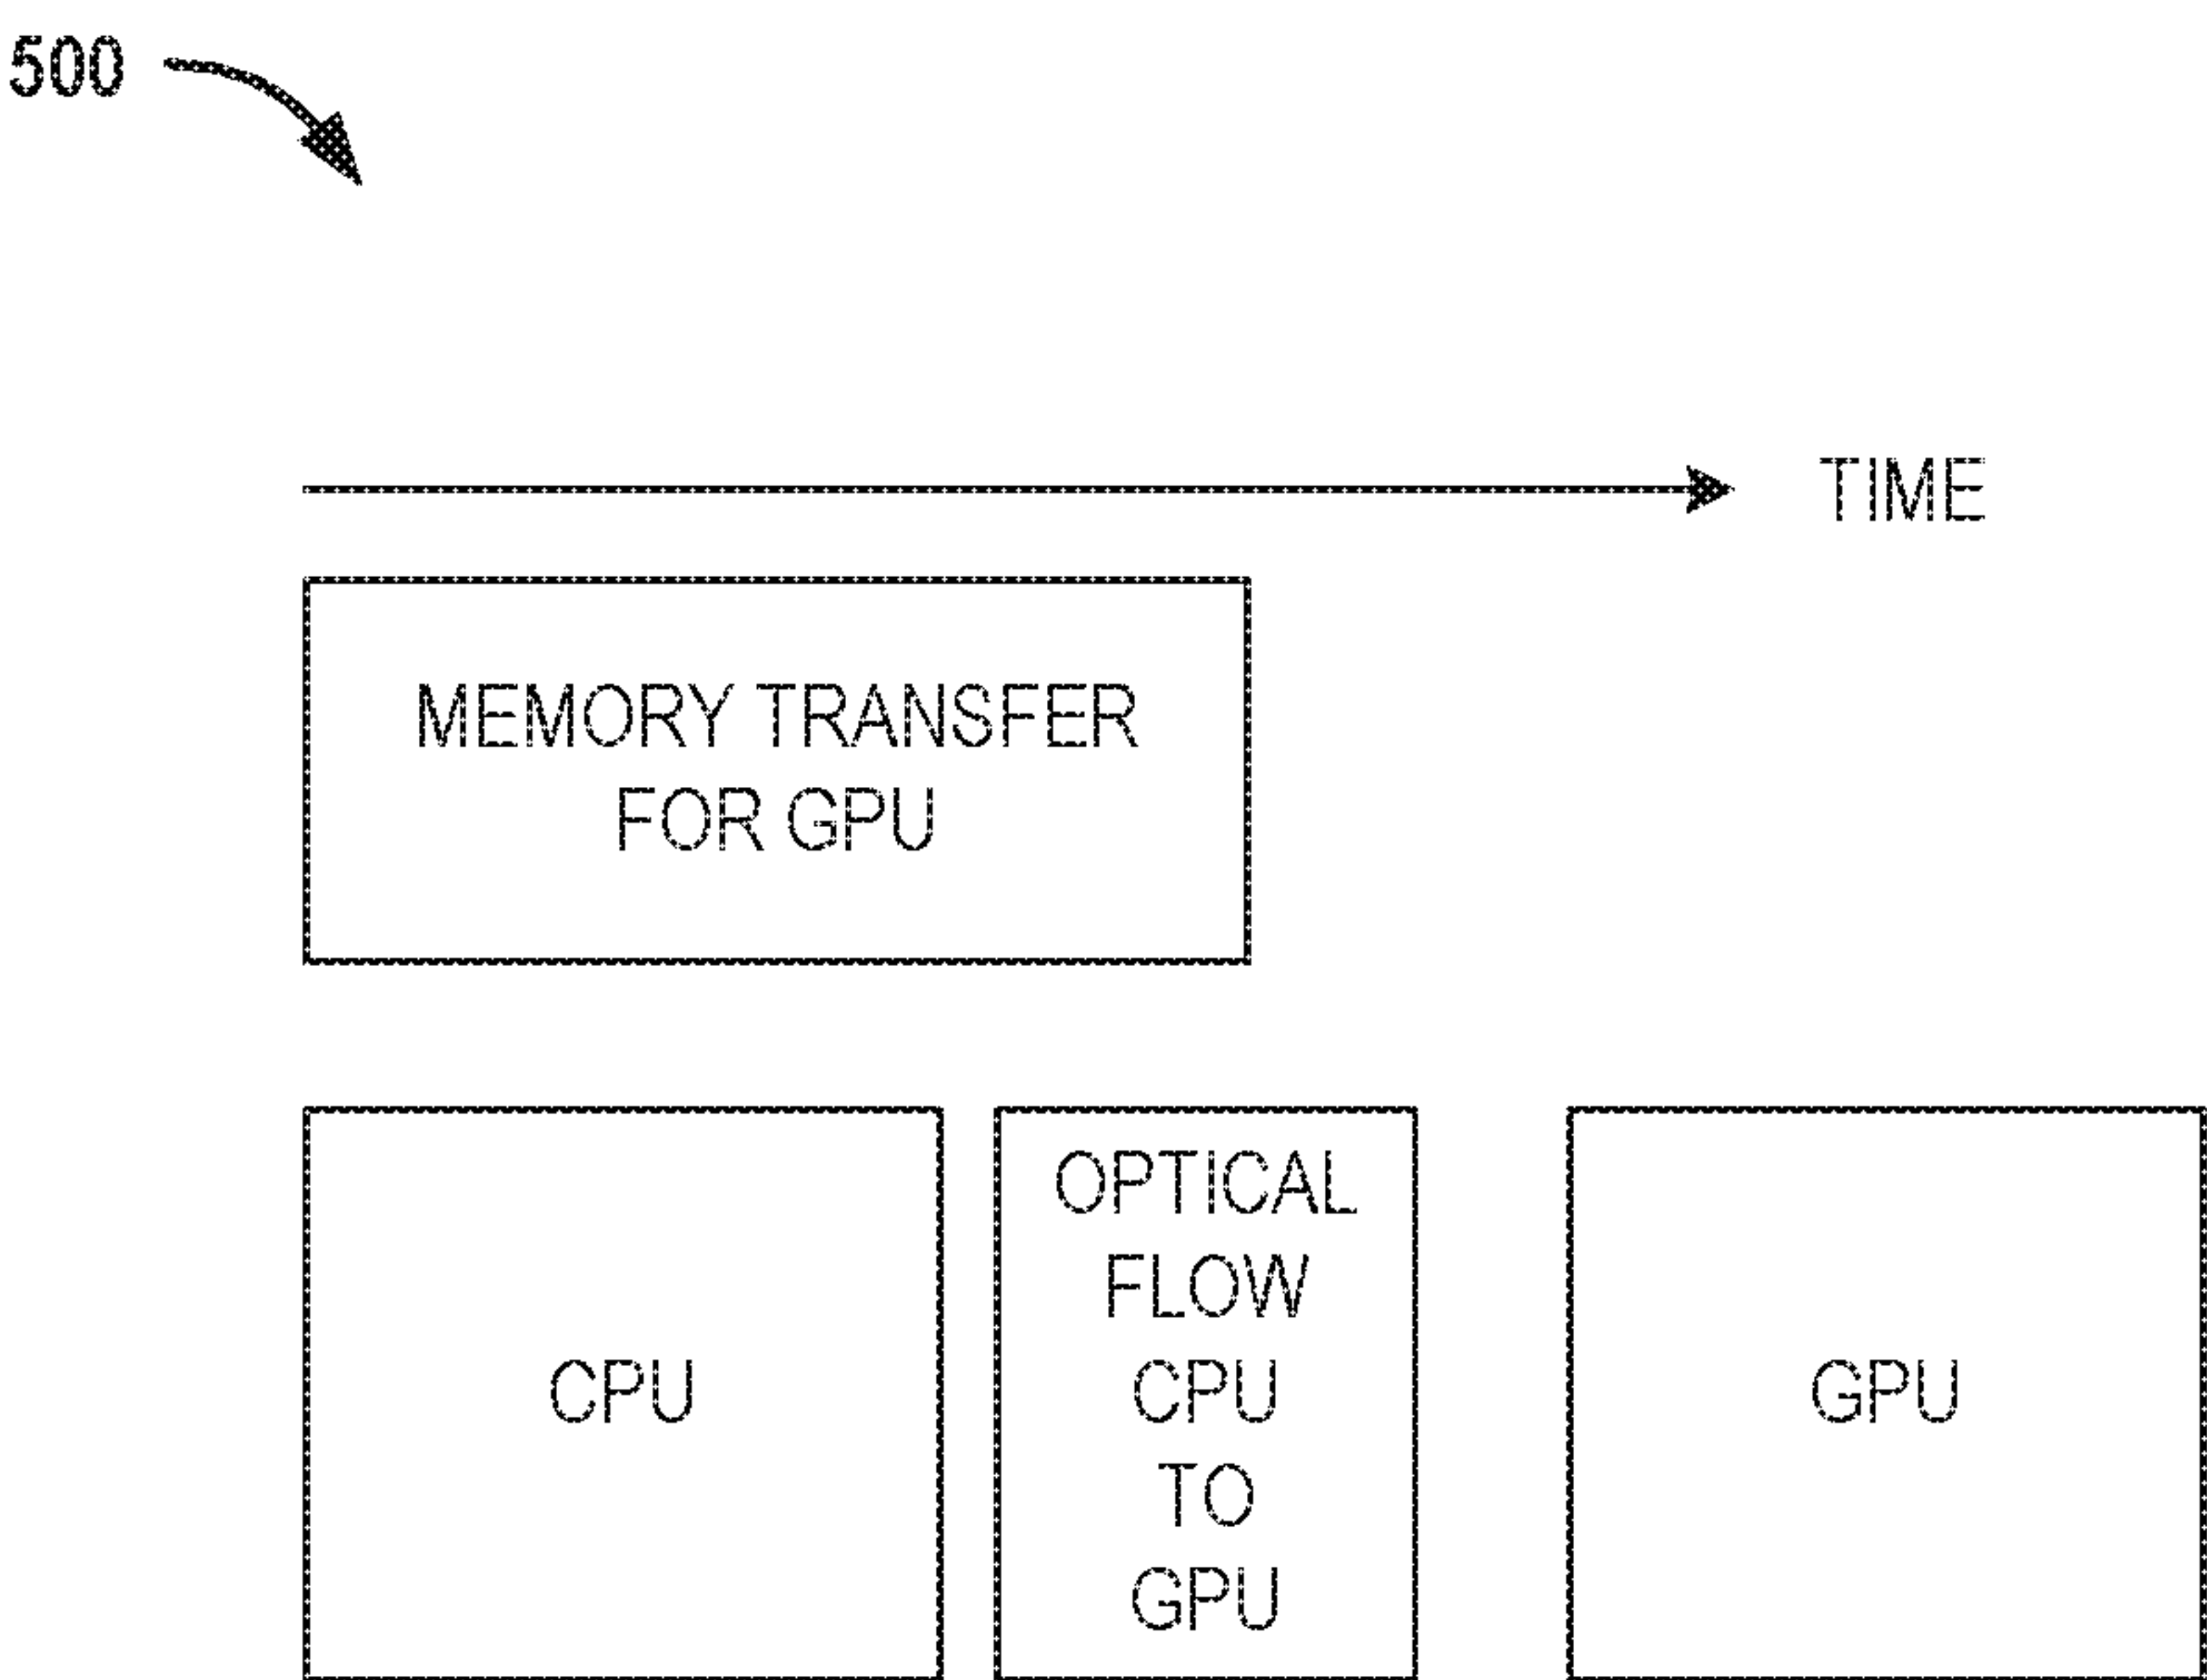 500
TIME
MEMORY TRANSFER
FOR GPU
CPU
OPTICAL
FLOW
CPU
TO
GPU
GPU